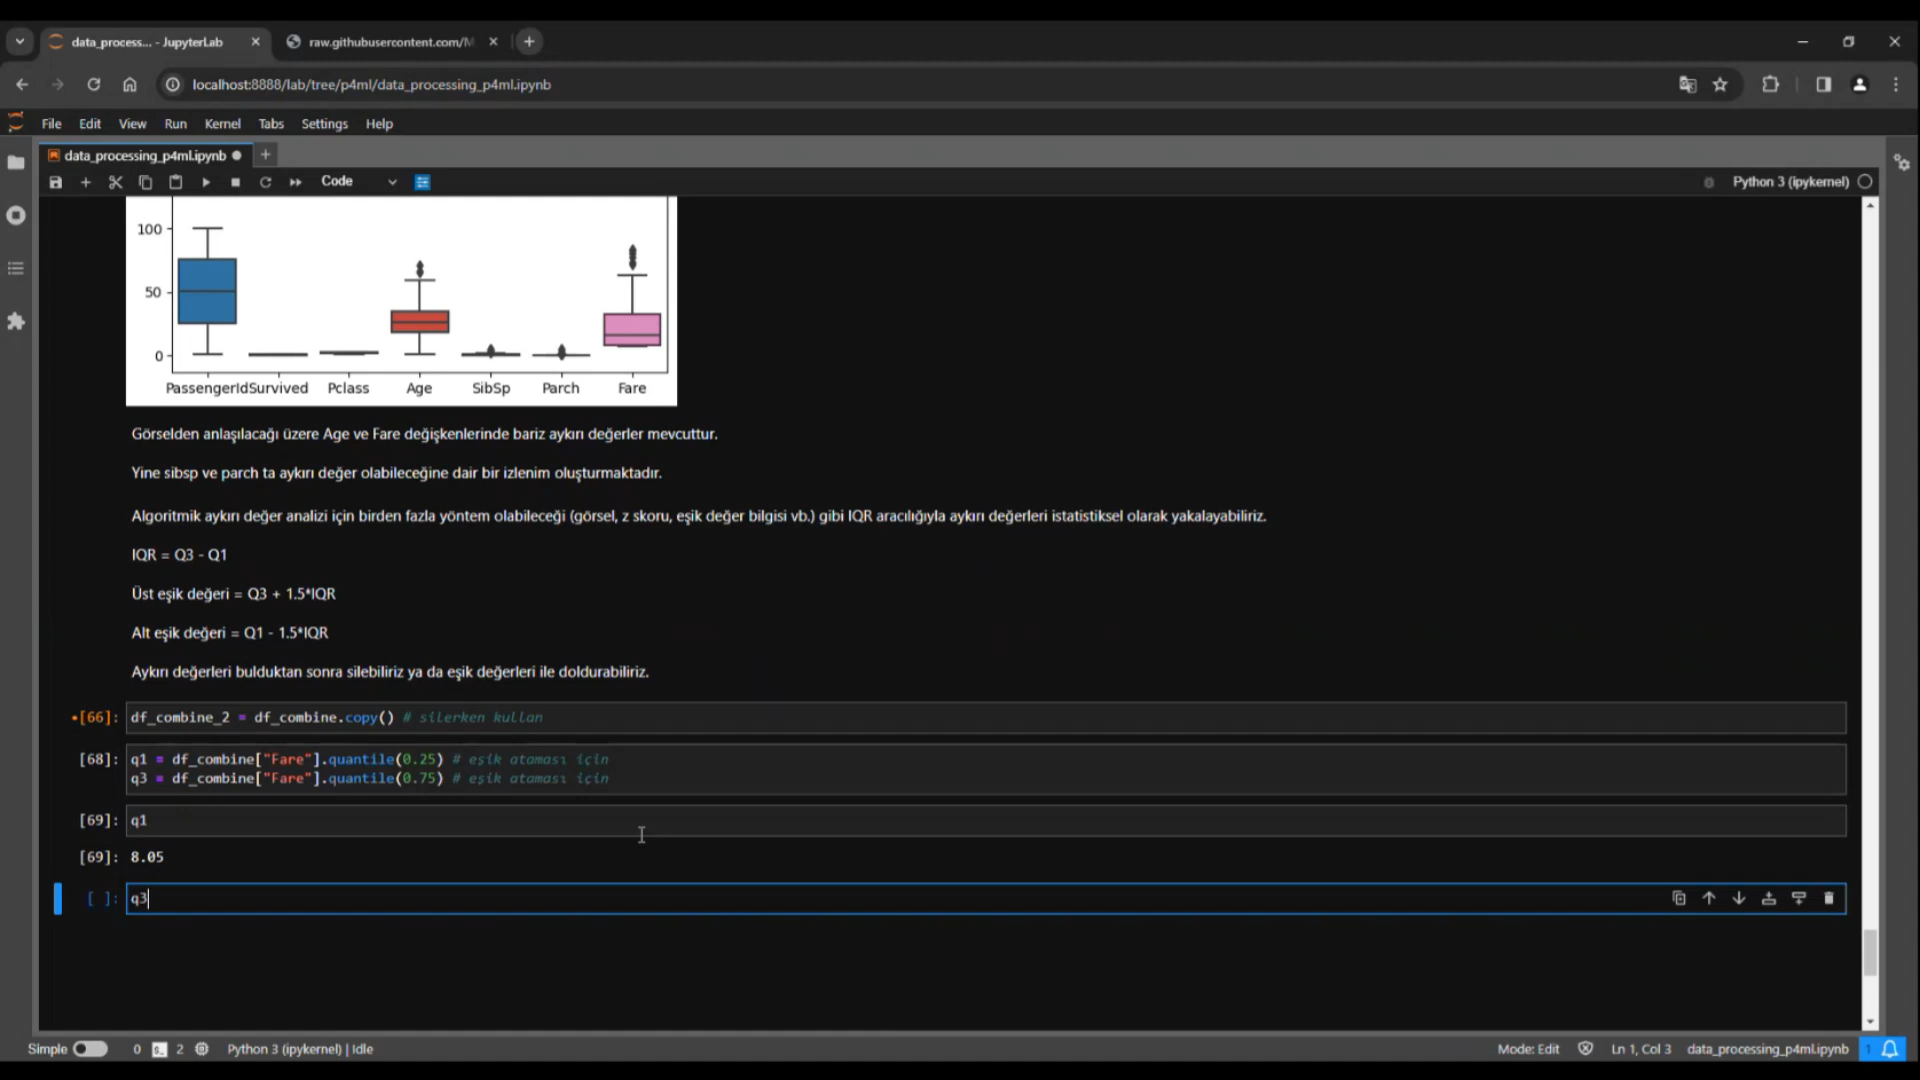 data_process... - JupyterLab
raw.githubusercontent.com/M
localhost:8888/lab/tree/p4ml/data_processing_p4ml.ipynb
File Edit View Run Kernel Tabs Settings Help
data_processing_p4ml.ipynb
Code
Python 3 (ipykernel)
100
50
0
PassengerId Survived Pclass Age SibSp Parch Fare
Görselden anlaşılacağı üzere Age ve Fare değişkenlerinde bariz aykırı değerler mevcuttur.
Yine sibsp ve parch ta aykırı değer olabileceğine dair bir izlenim oluşturmaktadır.
Algoritmik aykırı değer analizi için birden fazla yöntem olabileceği (görsel, z skoru, eşik değer bilgisi vb.) gibi IQR aracılığıyla aykırı değerleri istatistiksel olarak yakalayabiliriz.
IQR = Q3 - Q1
Üst eşik değeri = Q3 + 1.5*IQR
Alt eşik değeri = Q1 - 1.5*IQR
Aykırı değerleri bulduktan sonra silebiliriz ya da eşik değerleri ile doldurabiliriz.
[66]: df_combine_2 = df_combine.copy() # silerken kullan
[68]: q1 = df_combine["Fare"].quantile(0.25) # eşik ataması için
q3 = df_combine["Fare"].quantile(0.75) # eşik ataması için
[69]: q1
[69]: 8.05
[ ]: q3
Simple 0 2 Python 3 (ipykernel) | Idle
Mode: Edit Ln 1, Col 3 data_processing_p4ml.ipynb 1